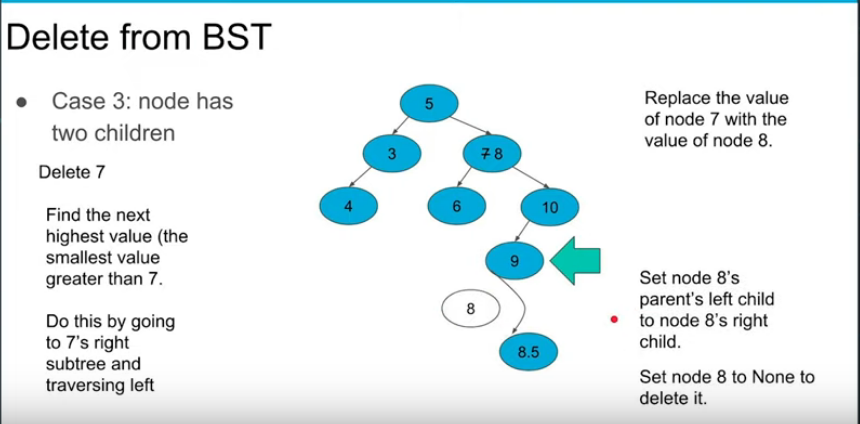 Delete from BST
● Case 3: node has
two children
Delete 7
Find the next
highest value (the
smallest value
greater than 7.
Do this by going
to 7's right
subtree and
traversing left
5
3
7 8
4
6
10
9
8
8.5
Replace the value
of node 7 with the
value of node 8.
Set node 8's
parent's left child
to node 8's right
child.
Set node 8 to None to
delete it.